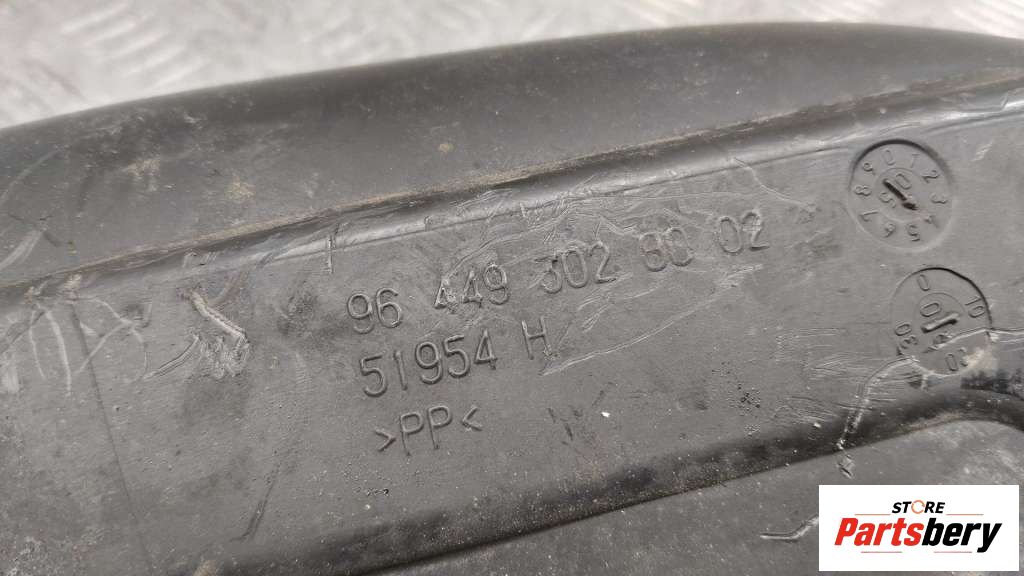 96 449 302 80 02
51954 H
>PP<
STORE
Partsbery